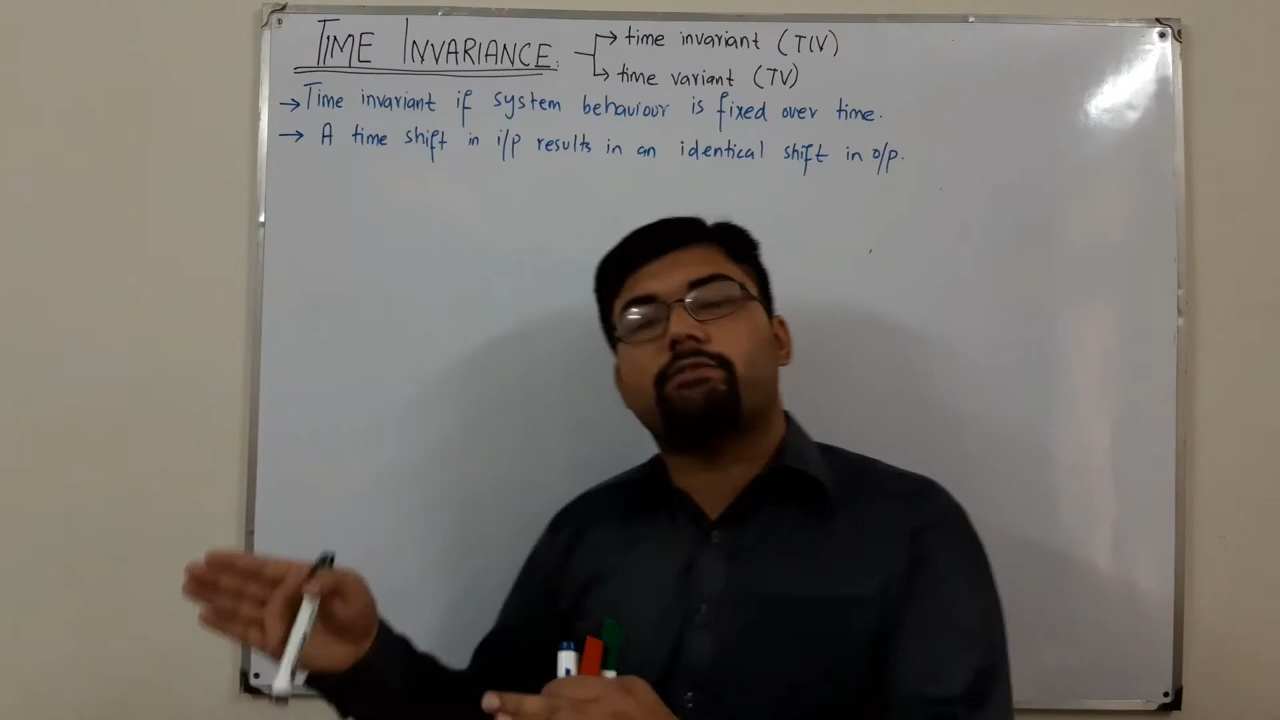 TIME INVARIANCE.
→ time invariant (TIV)
→ time variant (TV)
→ Time invariant if system behaviour is fixed over time.
→ A time shift in i/p results in an identical shift in o/p.